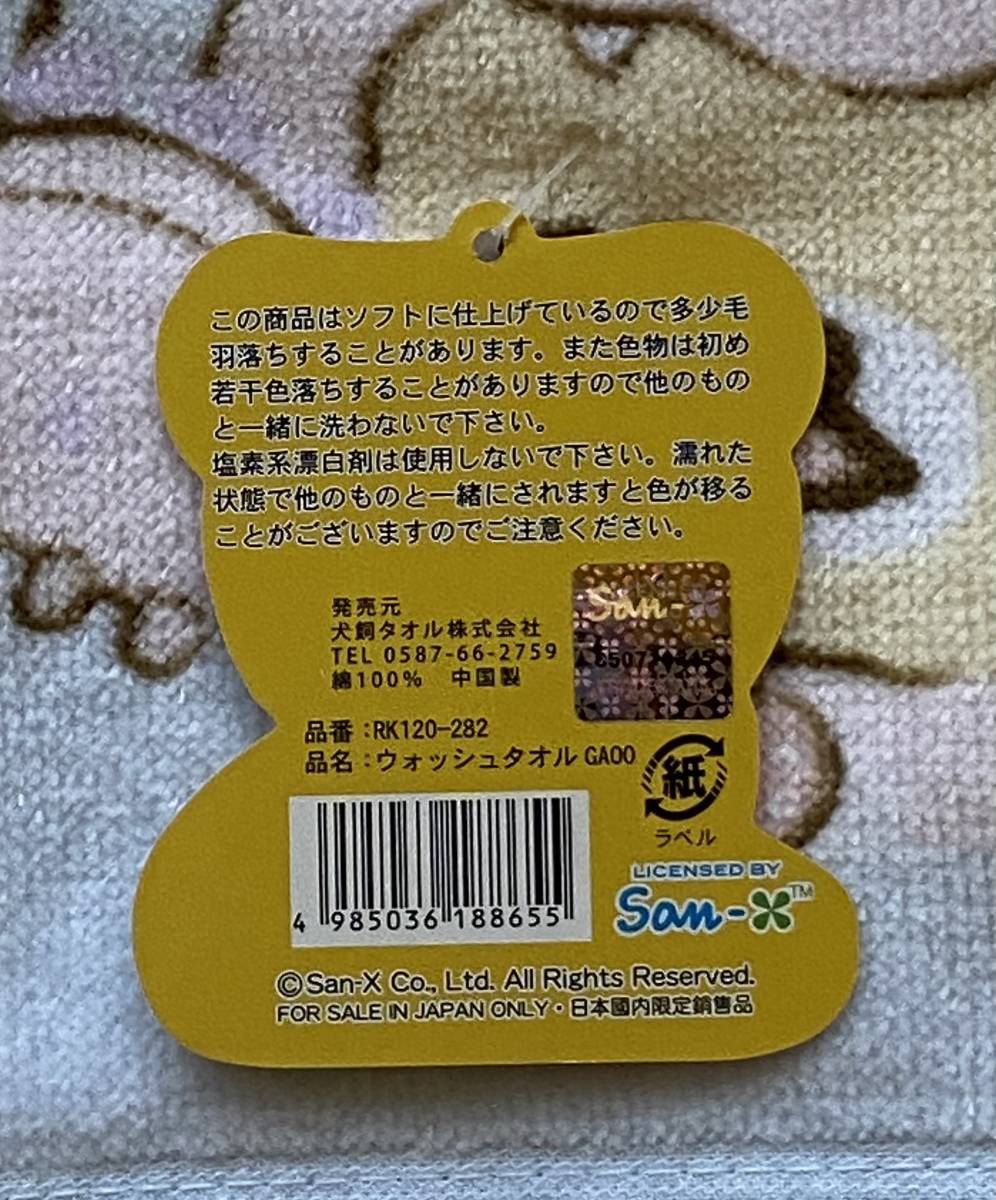 この商品はソフトに仕上げているので多少毛
羽落ちすることがあります。また色物は初め
若干色落ちすることがありますので他のもの
と一緒に洗わないで下さい。
塩素系漂白剤は使用しないで下さい。濡れた
状態で他のものと一緒にされますと色が移る
ことがございますのでご注意ください。
San-X
発売元
犬飼タオル株式会社
TEL 0587-66-2759
綿100% 中国製
品番：RK120-282
品名：ウォッシュタオル GAOO
紙
ラベル
4 985036 188655
LICENSED BY
San-X™
©San-X Co., Ltd. All Rights Reserved.
FOR SALE IN JAPAN ONLY・日本國内限定銷售品